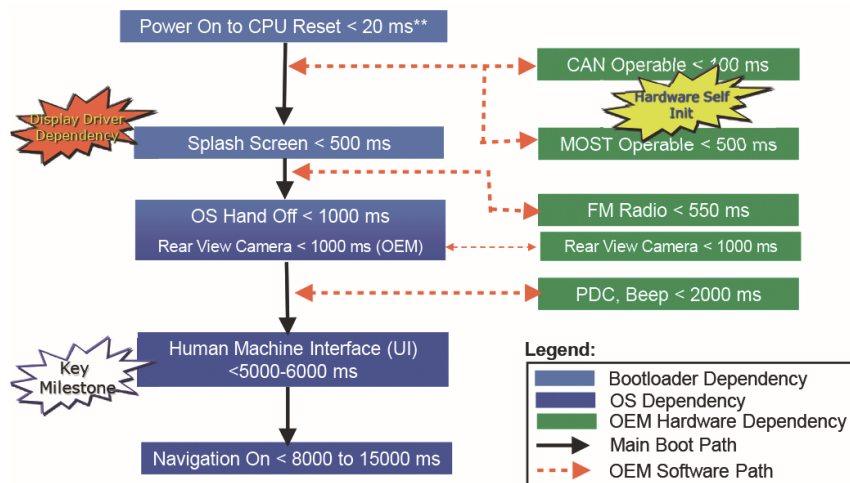 Power On to CPU Reset < 20 ms**
CAN Operable < 100 ms
Hardware Self
Init
Display Driver
Dependency
Splash Screen < 500 ms
MOST Operable < 500 ms
OS Hand Off < 1000 ms
Rear View Camera < 1000 ms (OEM)
FM Radio < 550 ms
Rear View Camera < 1000 ms
PDC, Beep < 2000 ms
Key
Milestone
Human Machine Interface (UI)
<5000-6000 ms
Navigation On < 8000 to 15000 ms
Legend:
Bootloader Dependency
OS Dependency
OEM Hardware Dependency
Main Boot Path
OEM Software Path